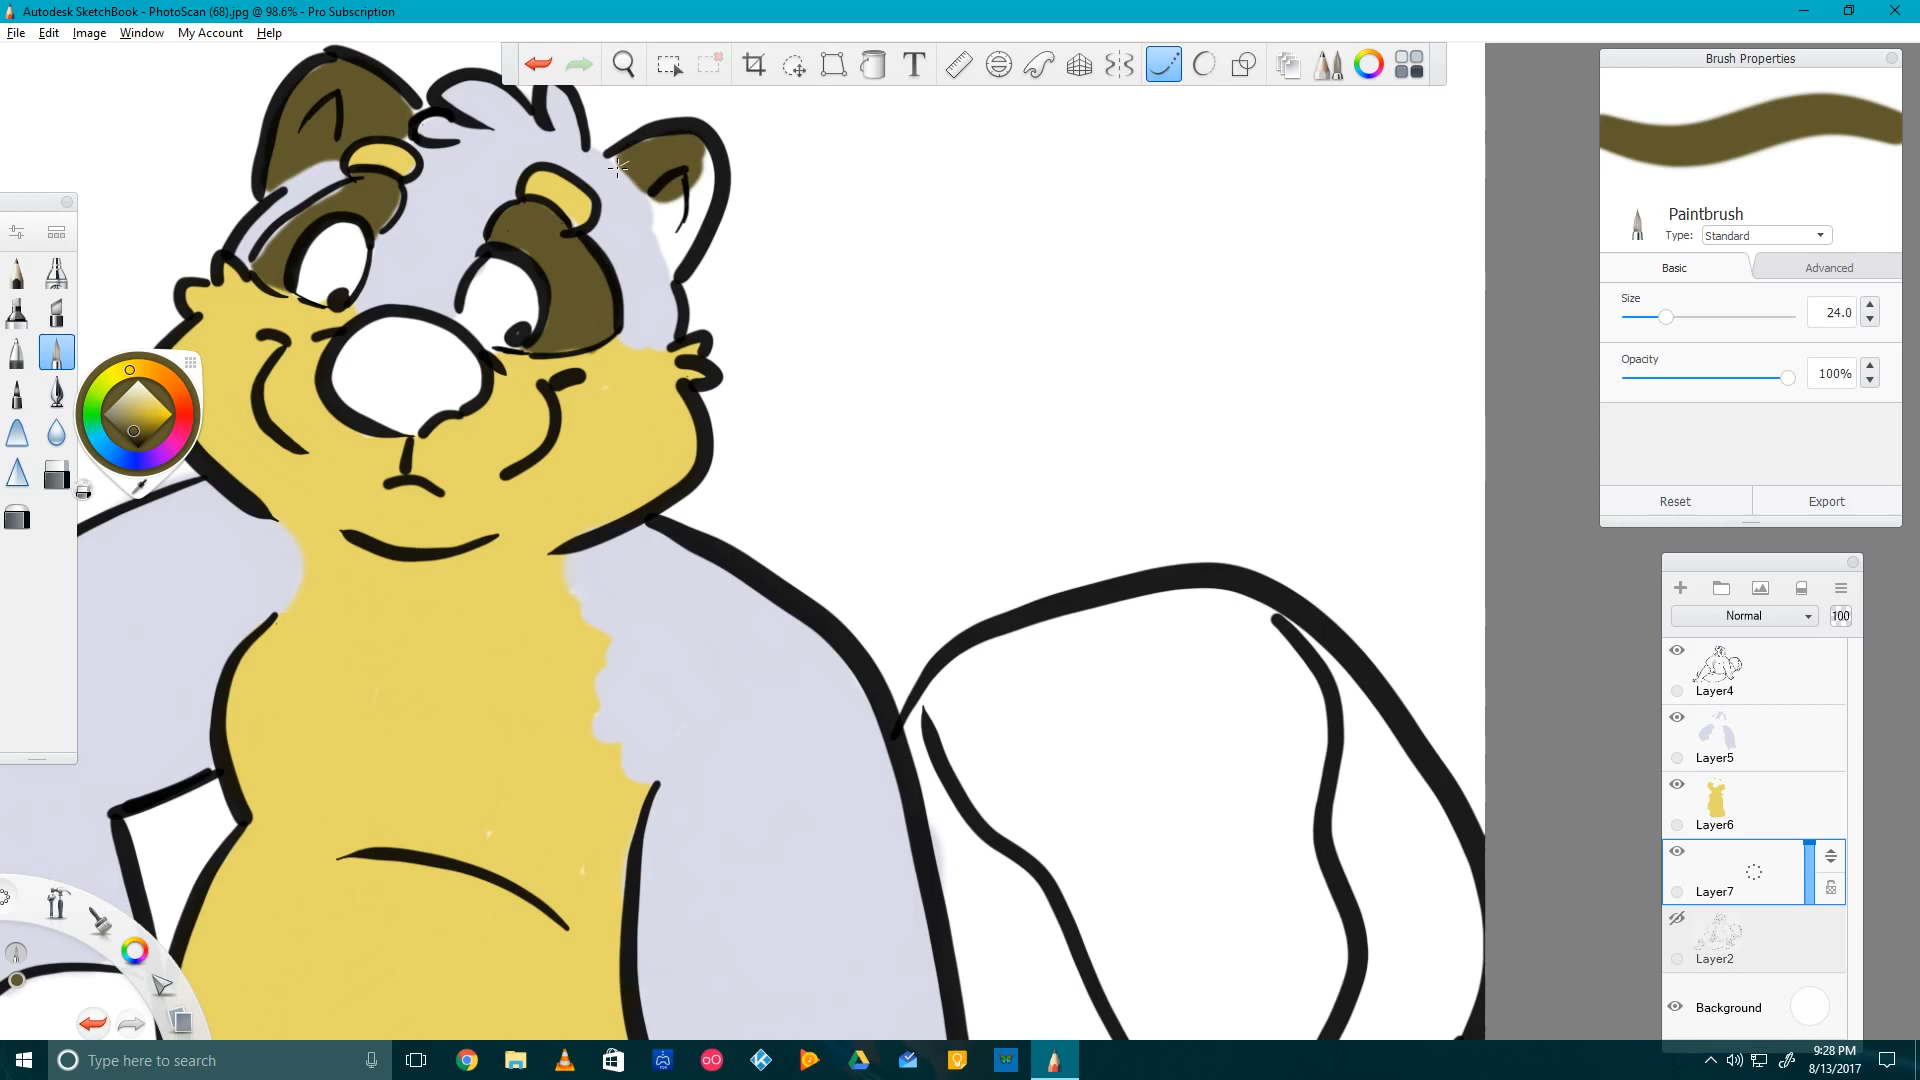 Autodesk SketchBook - PhotoScan (68).jpg @ 98.6% - Pro Subscription
File Edit Image Window My Account Help
Brush Properties
Paintbrush
Type: Standard
Basic Advanced
Size
24.0
Opacity
100%
Reset Export
Normal 100
Layer4
Layer5
Layer6
Layer7
Layer2
Background
Type here to search
9:28 PM
8/13/2017